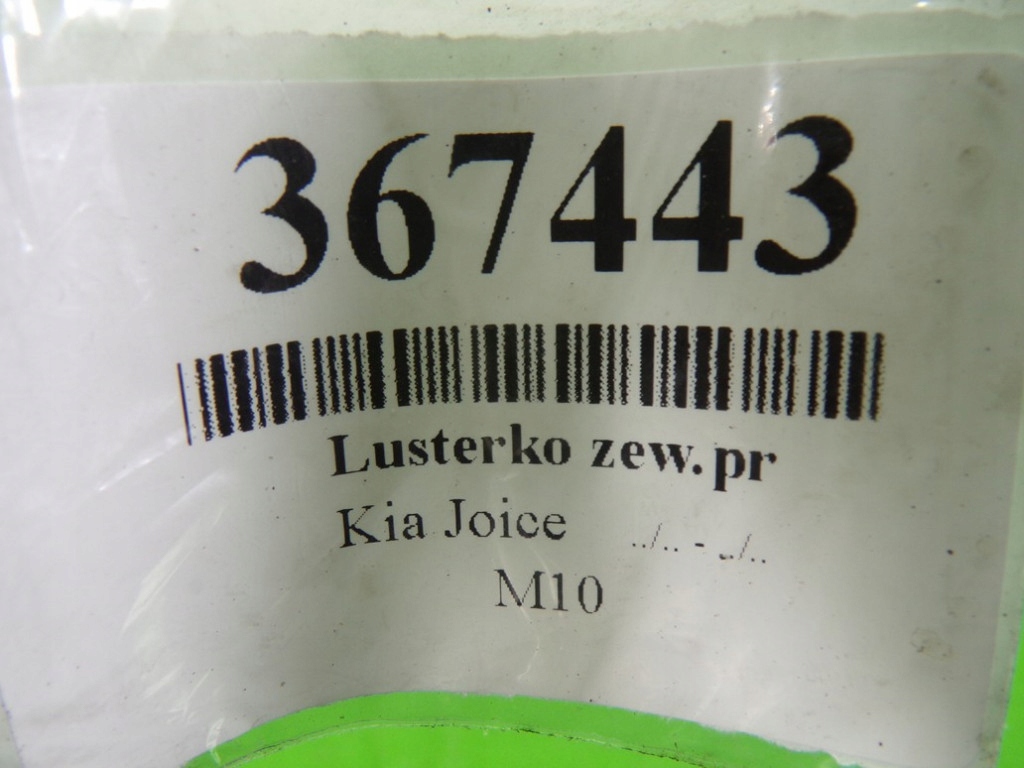 367443
Lusterko zew.pr
Kia Joice ../.. - ../..
M10